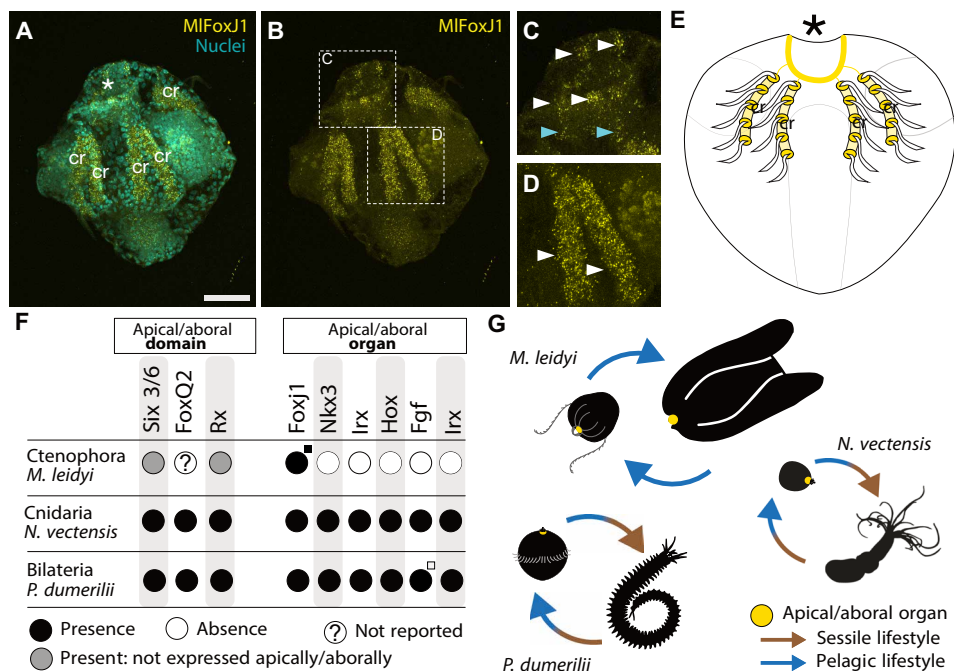 A
MlFoxJ1
Nuclei
*
cr
cr
cr
cr
cr
B
MlFoxJ1
C
D
C
D
E
*
cr
cr
cr
cr
F
Apical/aboral
domain
Apical/aboral
organ
Six 3/6
FoxQ2
Rx
Foxj1
Nkx3
Irx
Hox
Fgf
Irx
Ctenophora
M. leidyi
?
Cnidaria
N. vectensis
Bilateria
P. dumerilii
Presence
Absence
? Not reported
Present: not expressed apically/aborally
G
M. leidyi
N. vectensis
P. dumerilii
Apical/aboral organ
Sessile lifestyle
Pelagic lifestyle